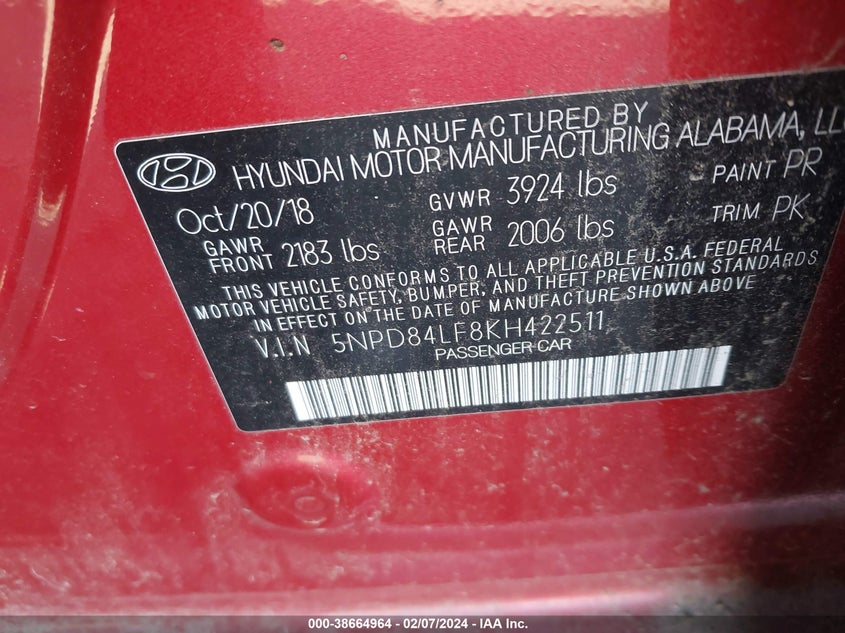 MANUFACTURED BY
HYUNDAI MOTOR MANUFACTURING ALABAMA, LLC
Oct/20/18 GVWR 3924 lbs PAINT PR
GAWR FRONT 2183 lbs GAWR REAR 2006 lbs TRIM PK
THIS VEHICLE CONFORMS TO ALL APPLICABLE U.S.A. FEDERAL
MOTOR VEHICLE SAFETY, BUMPER, AND THEFT PREVENTION STANDARDS
IN EFFECT ON THE DATE OF MANUFACTURE SHOWN ABOVE
V.I.N 5NPD84LF8KH422511
PASSENGER CAR
000-38664964 — 02/07/2024 — IAA Inc.